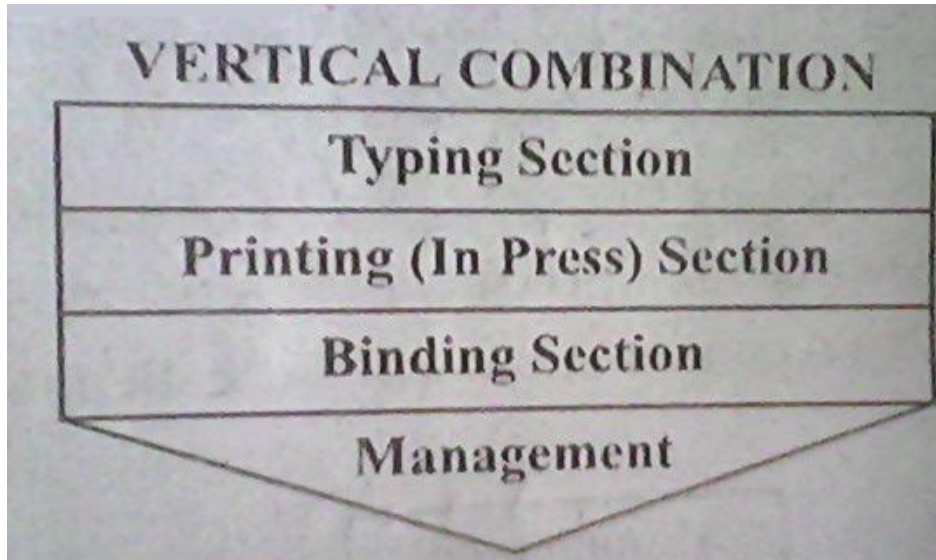 VERTICAL COMBINATION
Typing Section
Printing (In Press) Section
Binding Section
Management